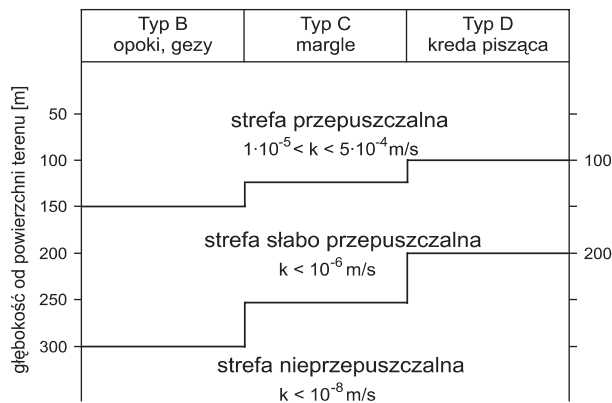 Typ B
opoki, gezy
Typ C
margle
Typ D
kreda pisząca
głębokość od powierzchni terenu [m]
50
100
150
200
250
300
strefa przepuszczalna
1·10⁻⁵ < k < 5·10⁻⁴ m/s
100
strefa słabo przepuszczalna
k < 10⁻⁶ m/s
200
strefa nieprzepuszczalna
k < 10⁻⁸ m/s